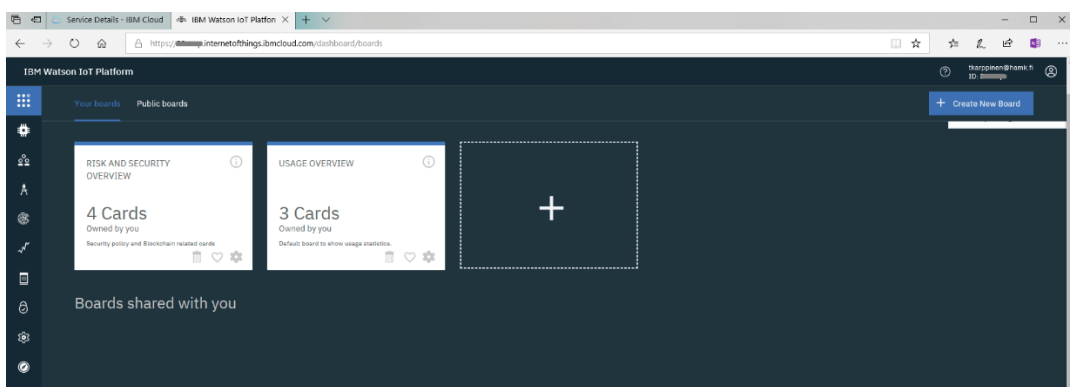 Service Details - IBM Cloud
IBM Watson IoT Platfon
https:/
.internetofthings.ibmcloud.com/dashboard/boards
IBM Watson IoT Platform
tkarppinen@hamk.fi
ID:
Your boards
Public boards
+ Create New Board
RISK AND SECURITY
OVERVIEW
4 Cards
Owned by you
Security policy and Blockchain related cards
USAGE OVERVIEW
3 Cards
Owned by you
Default board to show usage statistics.
Boards shared with you